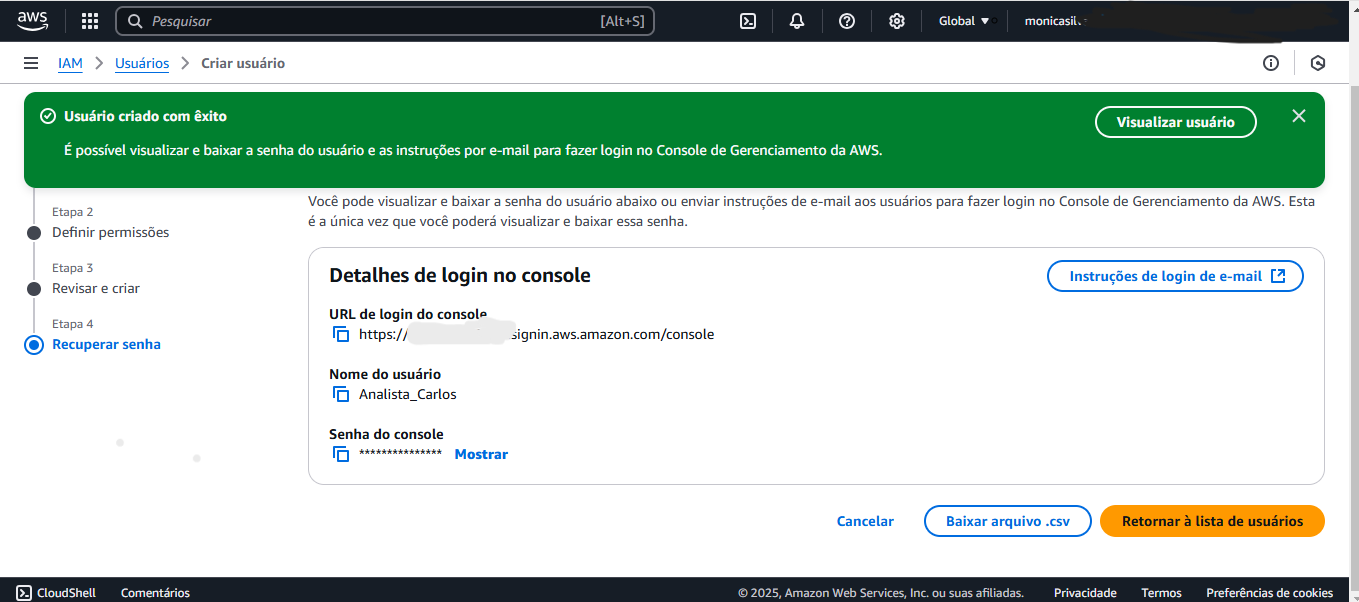 aws
Pesquisar [Alt+S]
Global
IAM > Usuários > Criar usuário
Usuário criado com êxito
É possível visualizar e baixar a senha do usuário e as instruções por e-mail para fazer login no Console de Gerenciamento da AWS.
Visualizar usuário
Etapa 2
Definir permissões
Etapa 3
Revisar e criar
Etapa 4
Recuperar senha
Você pode visualizar e baixar a senha do usuário abaixo ou enviar instruções de e-mail aos usuários para fazer login no Console de Gerenciamento da AWS. Esta
é a única vez que você poderá visualizar e baixar essa senha.
Detalhes de login no console
Instruções de login de e-mail
URL de login do console
https:// signin.aws.amazon.com/console
Nome do usuário
Analista_Carlos
Senha do console
*************** Mostrar
Cancelar
Baixar arquivo .csv
Retornar à lista de usuários
CloudShell Comentários © 2025, Amazon Web Services, Inc. ou suas afiliadas. Privacidade Termos Preferências de cookies